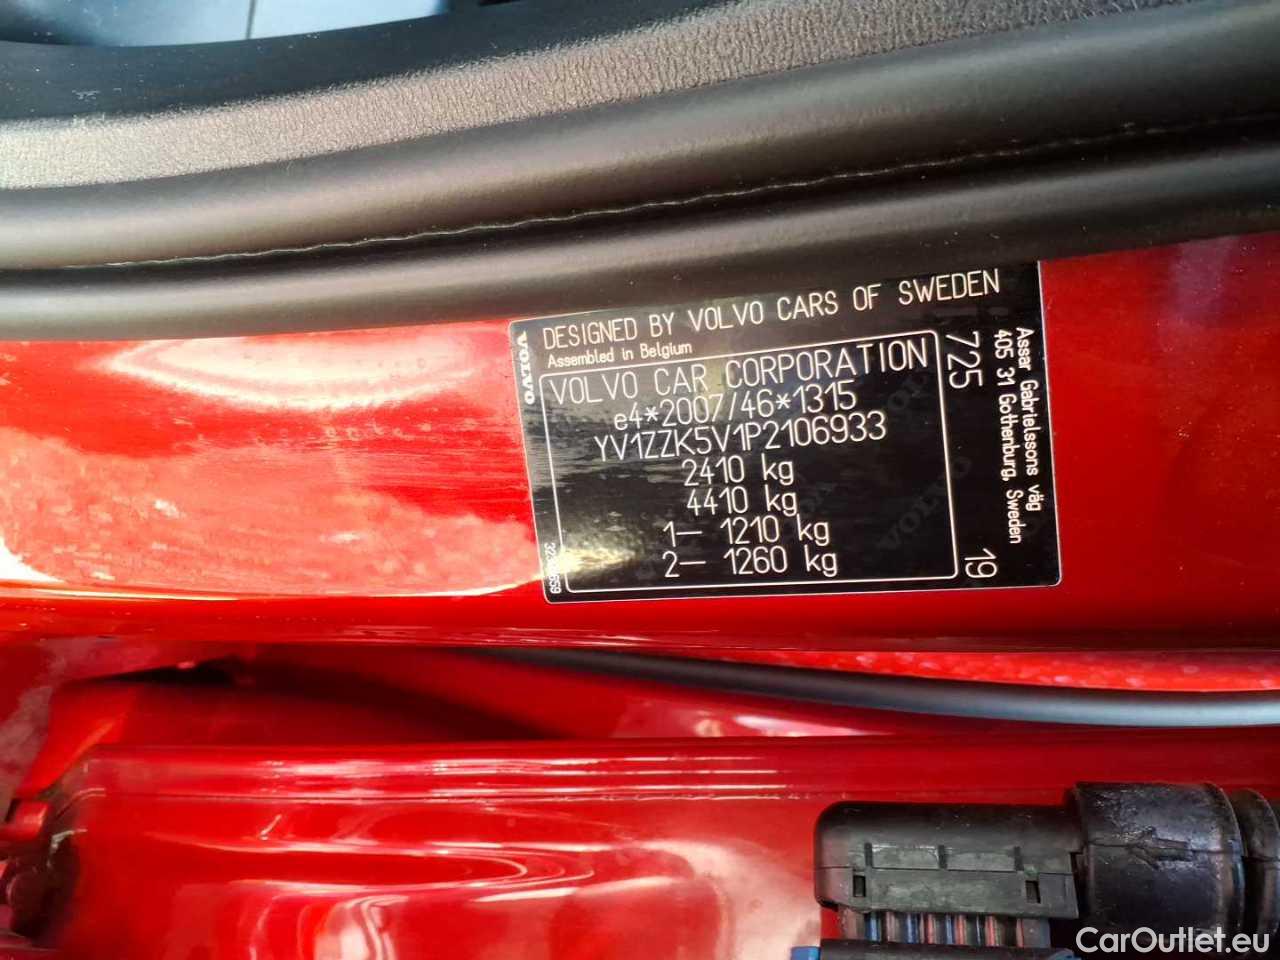 DESIGNED BY VOLVO CARS OF SWEDEN
Assembled in Belgium
VOLVO
VOLVO CAR CORPORATION
e4*2007/46*1315
YV1ZZK5V1P2106933
2410 kg
4410 kg
1– 1210 kg
2– 1260 kg
725
19
Assar Gabrielssons väg
405 31 Gothenburg, Sweden
CarOutlet.eu